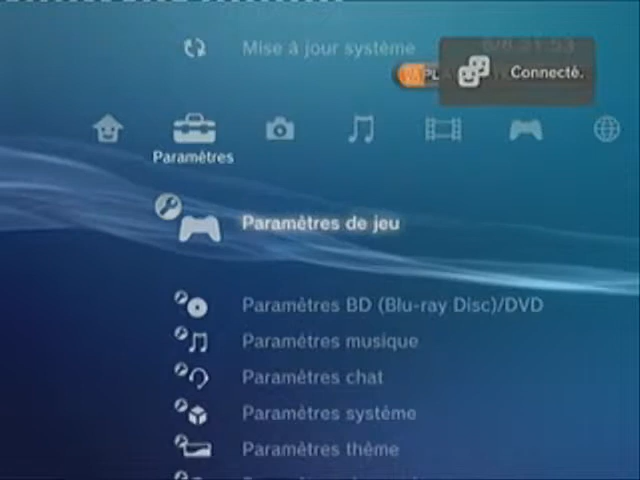 Mise à jour système
Connecté.
Paramètres
Paramètres de jeu
Paramètres BD (Blu-ray Disc)/DVD
Paramètres musique
Paramètres chat
Paramètres système
Paramètres thème